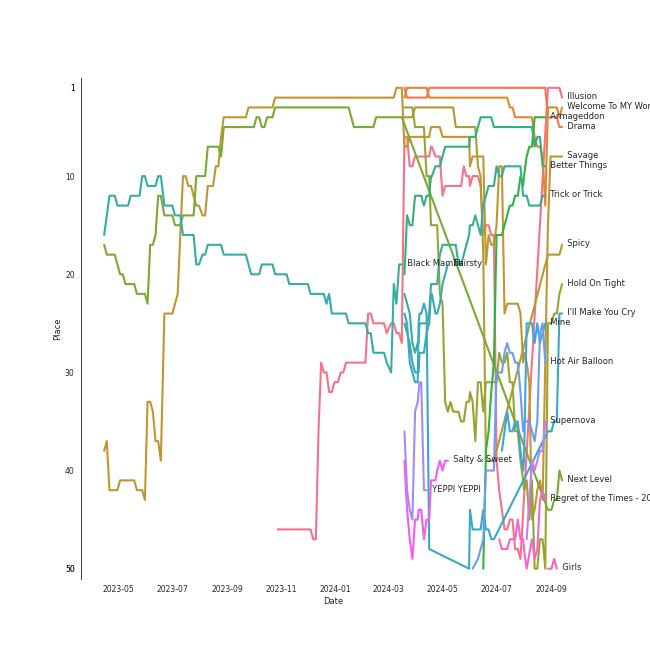 1
Illusion
Welcome To MY Wor
Armageddon
Drama
Savage
Better Things
10
Trick or Trick
Spicy
Black Mamba
Thirsty
20
Hold On Tight
I'll Make You Cry
Mine
Place
Hot Air Balloon
30
Supernova
40
Salty & Sweet
Next Level
YEPPI YEPPI
Regret of the Times - 20
50
Girls
2023-05 2023-07 2023-09 2023-11 2024-01 2024-03 2024-05 2024-07 2024-09
Date